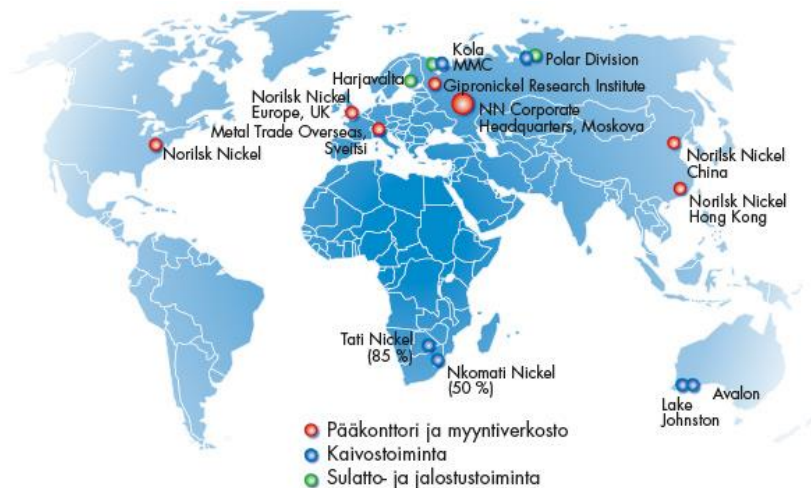 Kola
MMC
Polar Division
Harjavalta
Gipronickel Research Institute
Norilsk Nickel
Europe, UK
NN Corporate
Headquarters, Moskova
Metal Trade Overseas,
Sveitsi
Norilsk Nickel
Norilsk Nickel
China
Norilsk Nickel
Hong Kong
Tati Nickel
(85 %)
Nkomati Nickel
(50 %)
Lake
Johnston
Avalon
Pääkonttori ja myyntiverkosto
Kaivostoiminta
Sulatto- ja jalostustoiminta